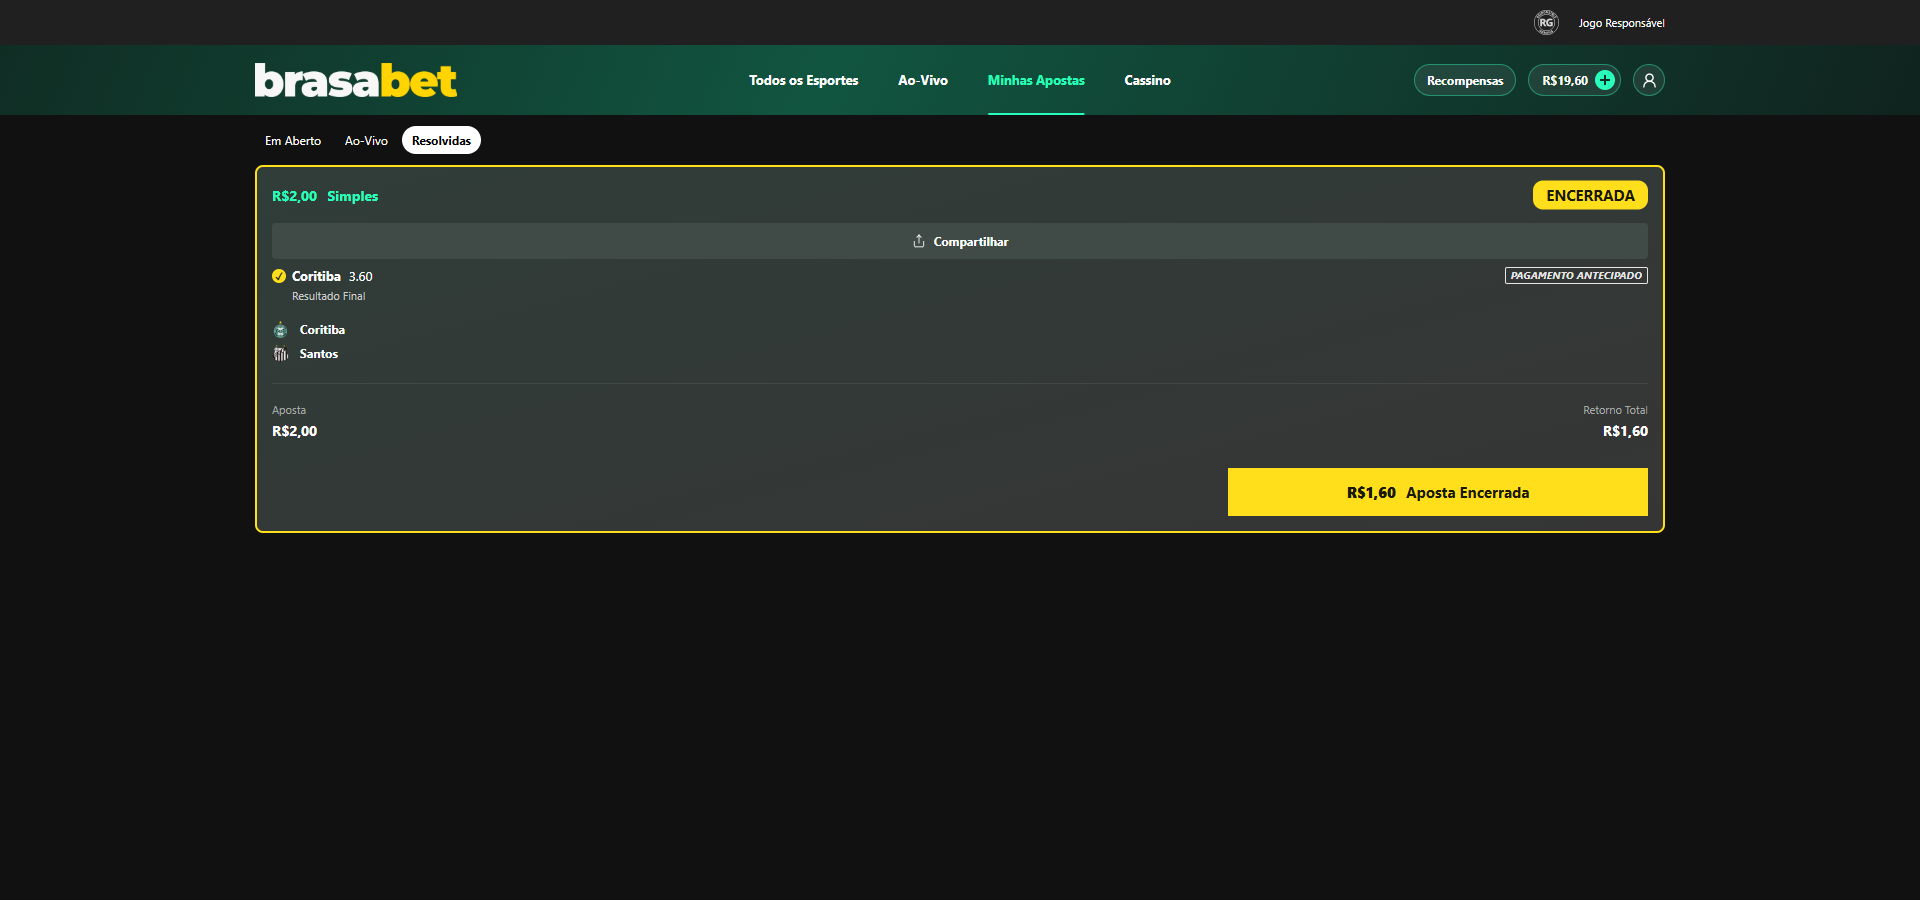 RG Jogo Responsável
brasabet Todos os Esportes Ao-Vivo Minhas Apostas Cassino Recompensas R$19,60
Em Aberto Ao-Vivo Resolvidas
R$2,00 Simples ENCERRADA
Compartilhar
Coritiba 3.60 PAGAMENTO ANTECIPADO
Resultado Final
Coritiba
Santos
Aposta Retorno Total
R$2,00 R$1,60
R$1,60 Aposta Encerrada